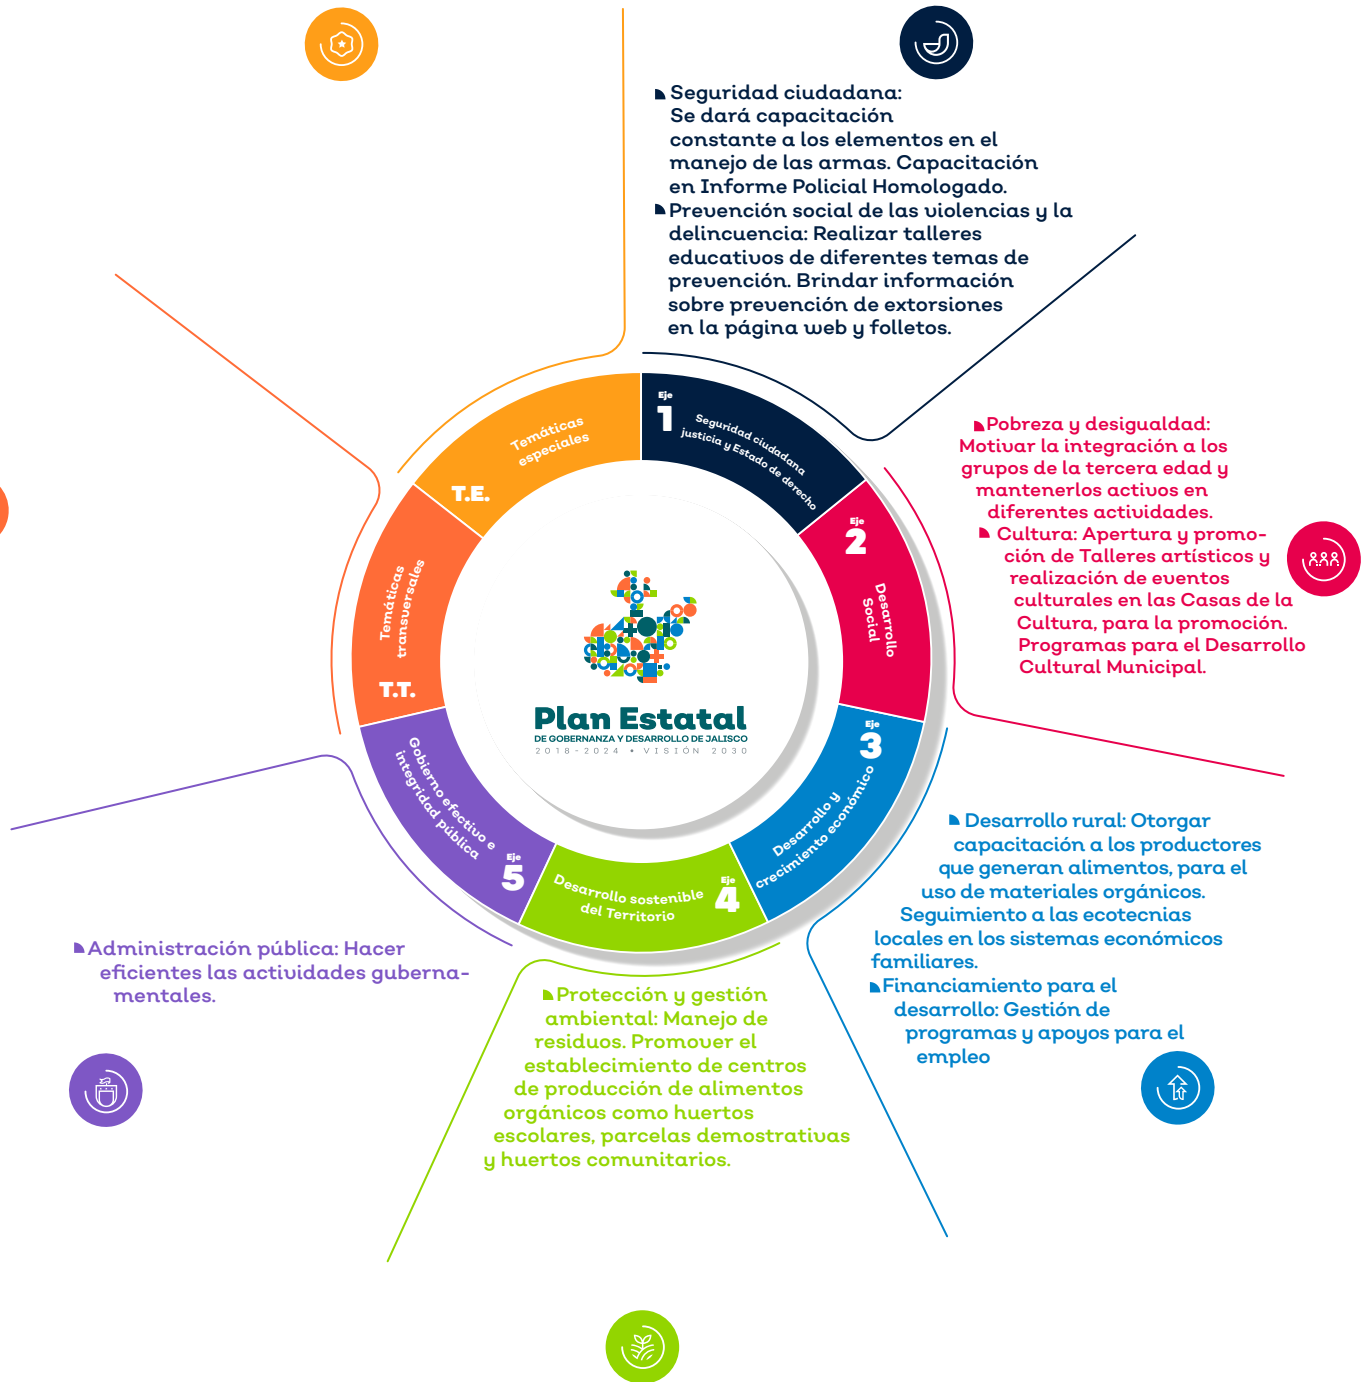 Seguridad ciudadana:
Se dará capacitación
constante a los elementos en el
manejo de las armas. Capacitación
en Informe Policial Homologado.
Prevención social de las violencias y la
delincuencia: Realizar talleres
educativos de diferentes temas de
prevención. Brindar información
sobre prevención de extorsiones
en la página web y folletos.
Eje
1
Seguridad ciudadana
justicia y Estado de derecho
Temáticas
especiales
T.E.
Pobreza y desigualdad:
Motivar la integración a los
grupos de la tercera edad y
mantenerlos activos en
diferentes actividades.
Cultura: Apertura y promo-
ción de Talleres artísticos y
realización de eventos
culturales en las Casas de la
Cultura, para la promoción.
Programas para el Desarrollo
Cultural Municipal.
Eje
2
Desarrollo
Social
Temáticas
transversales
T.T.
Plan Estatal
DE GOBERNANZA Y DESARROLLO DE JALISCO
2018-2024 • VISIÓN 2030
Eje
3
Desarrollo y
crecimiento económico
Gobierno efectivo e
integridad pública
Eje
5
Desarrollo sostenible
del Territorio
Eje
4
Desarrollo rural: Otorgar
capacitación a los productores
que generan alimentos, para el
uso de materiales orgánicos.
Seguimiento a las ecotecnias
locales en los sistemas económicos
familiares.
Financiamiento para el
desarrollo: Gestión de
programas y apoyos para el
empleo
Administración pública: Hacer
eficientes las actividades guberna-
mentales.
Protección y gestión
ambiental: Manejo de
residuos. Promover el
establecimiento de centros
de producción de alimentos
orgánicos como huertos
escolares, parcelas demostrativas
y huertos comunitarios.